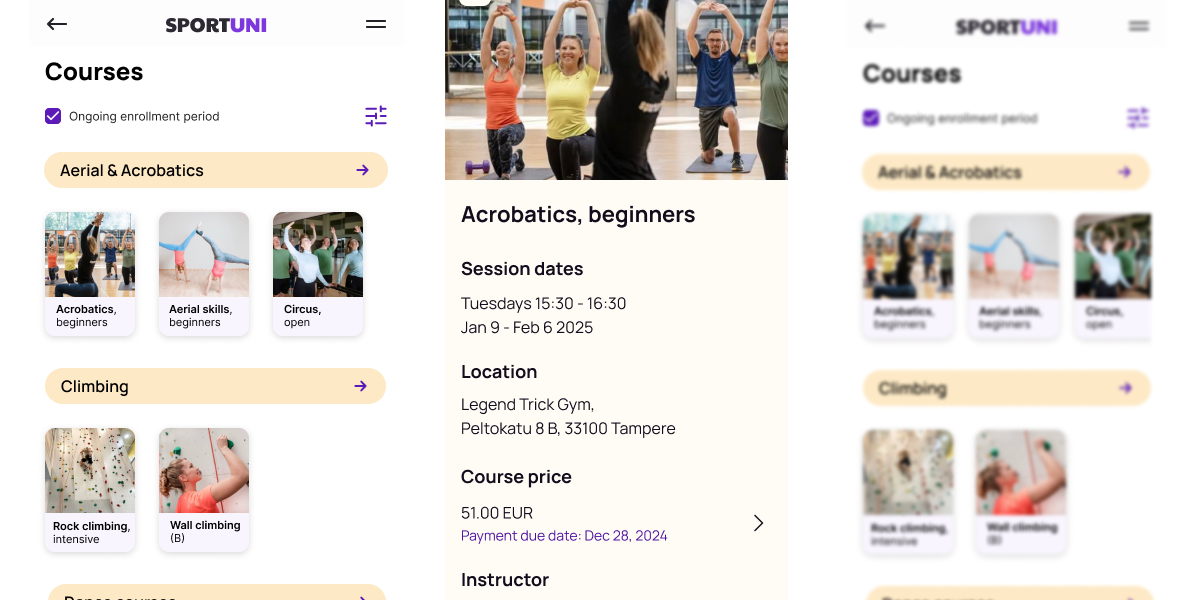 SPORTUNI
Courses
Ongoing enrollment period
Aerial & Acrobatics
Acrobatics,
beginners
Aerial skills,
beginners
Circus,
open
Climbing
Rock climbing,
intensive
Wall climbing
(B)
Dance courses
Acrobatics, beginners
Session dates
Tuesdays 15:30 - 16:30
Jan 9 - Feb 6 2025
Location
Legend Trick Gym,
Peltokatu 8 B, 33100 Tampere
Course price
51.00 EUR
Payment due date: Dec 28, 2024
Instructor
SPORTUNI
Courses
Ongoing enrollment period
Aerial & Acrobatics
Acrobatics,
beginners
Aerial skills,
beginners
Circus,
open
Climbing
Rock climbing,
intensive
Wall climbing
(B)
Dance courses